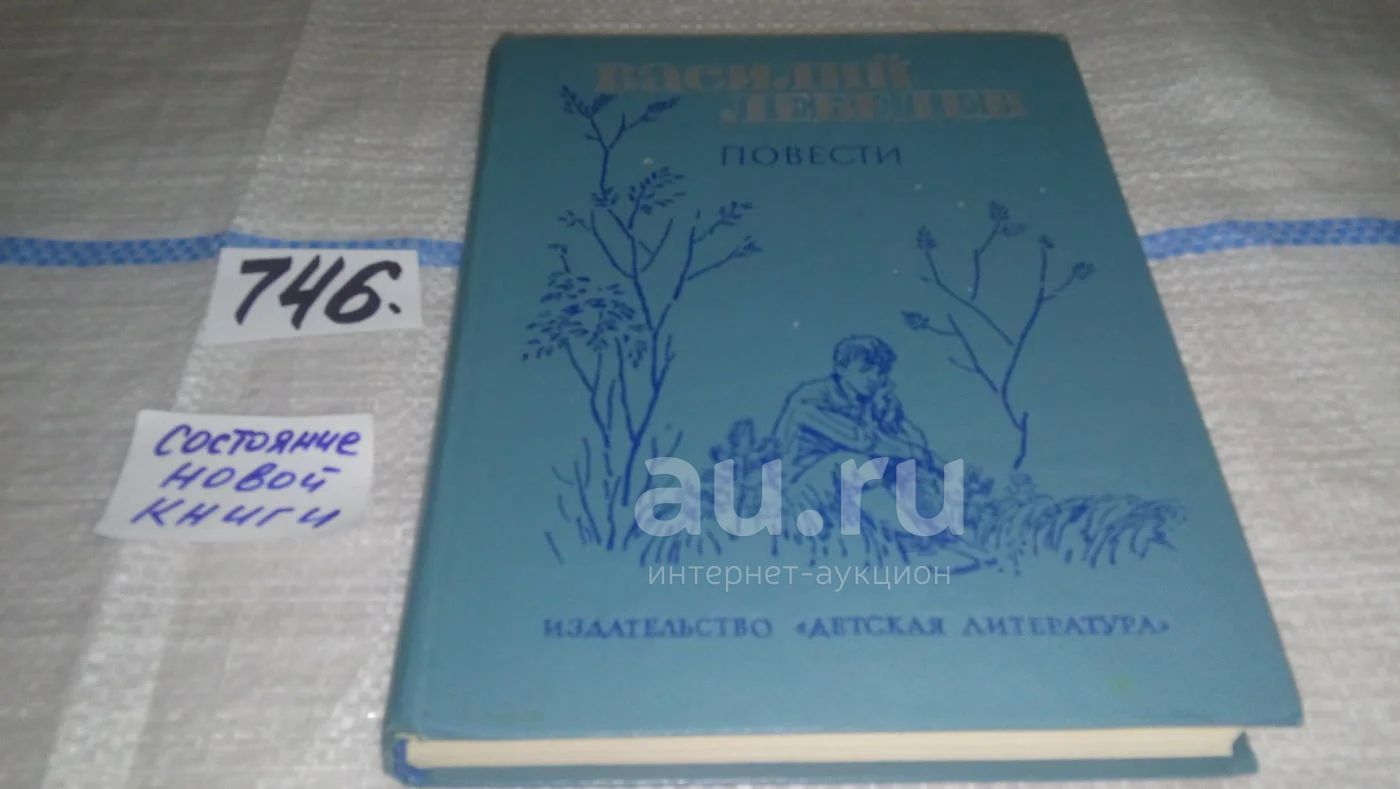 ВАСИЛИЙ
ЛЕБЕДЕВ
ПОВЕСТИ
746.
СОСТОЯНИЕ
НОВОЙ
КНИГИ
au.ru
интернет-аукцион
ИЗДАТЕЛЬСТВО «ДЕТСКАЯ ЛИТЕРАТУРА»